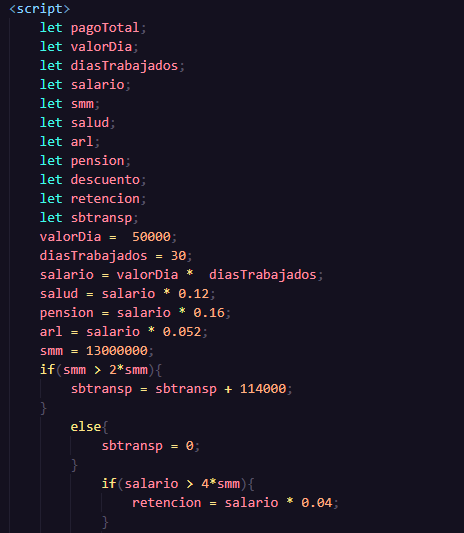 <script>
let pagoTotal;
let valorDia;
let diasTrabajados;
let salario;
let smm;
let salud;
let arl;
let pension;
let descuento;
let retencion;
let sbtransp;
valorDia =  50000;
diasTrabajados = 30;
salario = valorDia *  diasTrabajados;
salud = salario * 0.12;
pension = salario * 0.16;
arl = salario * 0.052;
smm = 13000000;
if(smm > 2*smm){
sbtransp = sbtransp + 114000;
}
else{
sbtransp = 0;
}
if(salario > 4*smm){
retencion = salario * 0.04;
}